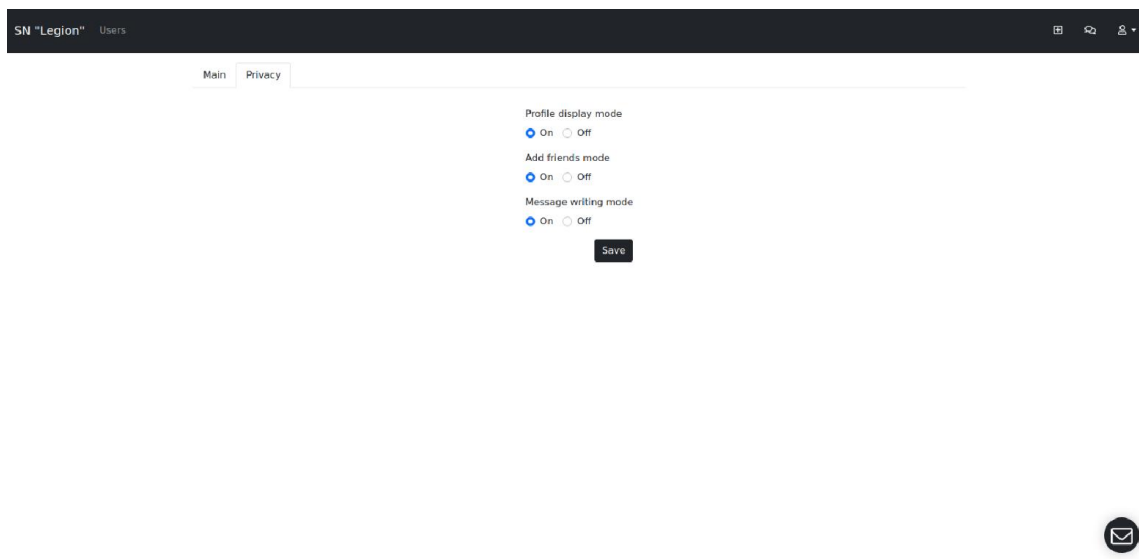 SN "Legion" Users
Main Privacy
Profile display mode
On Off
Add friends mode
On Off
Message writing mode
On Off
Save